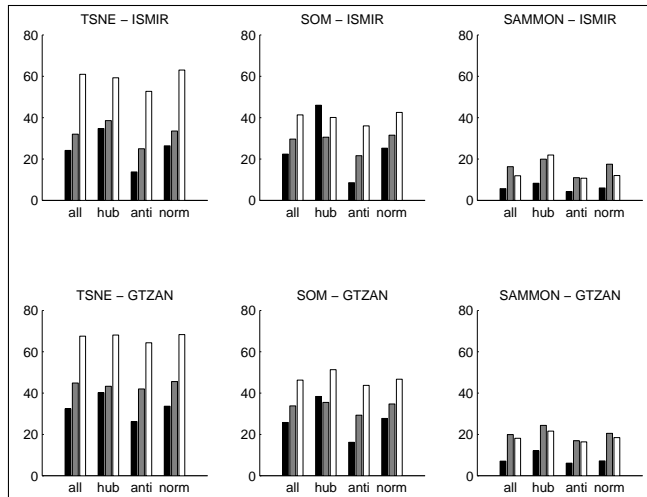 TSNE − ISMIR
80
60
40
20
0
all hub anti norm
SOM − ISMIR
80
60
40
20
0
all hub anti norm
SAMMON − ISMIR
80
60
40
20
0
all hub anti norm
TSNE − GTZAN
80
60
40
20
0
all hub anti norm
SOM − GTZAN
80
60
40
20
0
all hub anti norm
SAMMON − GTZAN
80
60
40
20
0
all hub anti norm